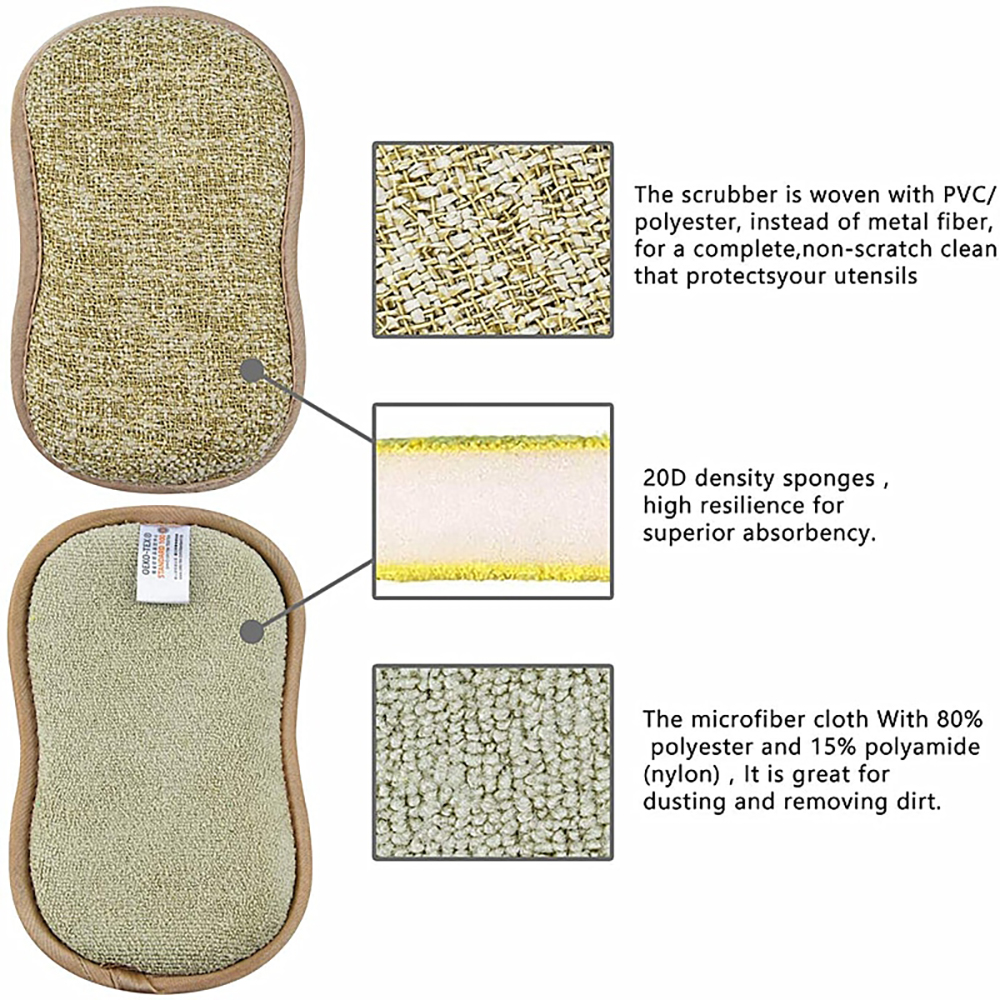 The scrubber is woven with PVC/
polyester, instead of metal fiber,
for a complete,non-scratch clean
that protectsyour utensils
OEKO-TEX®
STANDARD 100
20D density sponges ,
high resilience for
superior absorbency.
The microfiber cloth With 80%
polyester and 15% polyamide
(nylon) , It is great for
dusting and removing dirt.